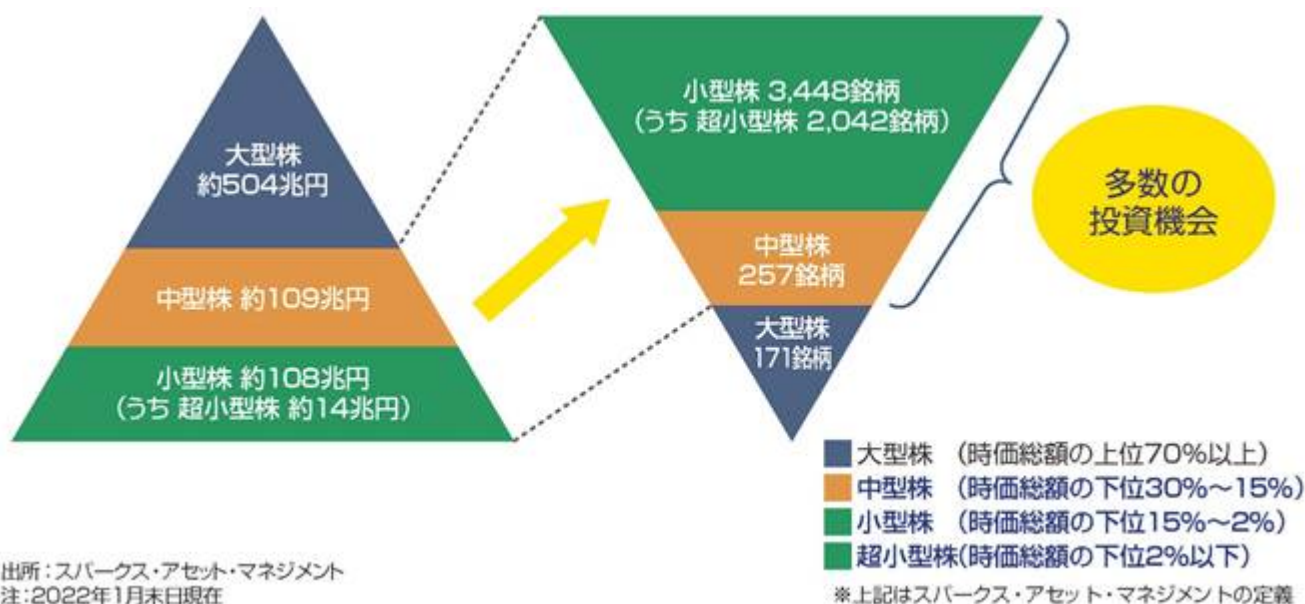 大型株
約504兆円
中型株 約109兆円
小型株 約108兆円
（うち 超小型株 約14兆円）
小型株 3,448銘柄
（うち 超小型株 2,042銘柄）
中型株
257銘柄
大型株
171銘柄
多数の
投資機会
大型株 （時価総額の上位70%以上）
中型株 （時価総額の下位30%～15%）
小型株 （時価総額の下位15%～2%）
超小型株(時価総額の下位2%以下)
※上記はスパークス・アセット・マネジメントの定義
出所：スパークス・アセット・マネジメント
注：2022年1月末日現在